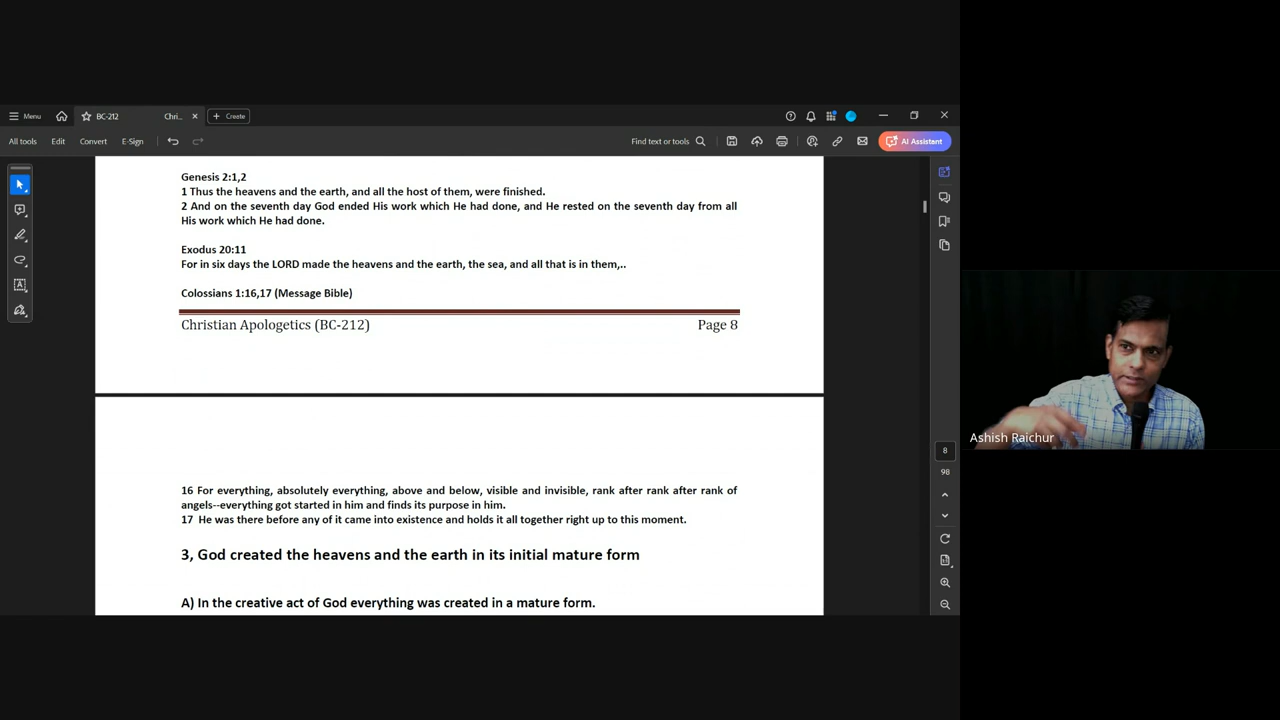 Menu
BC-212
Chri...
Create
All tools
Edit
Convert
E-Sign
Find text or tools
AI Assistant
Genesis 2:1,2
1 Thus the heavens and the earth, and all the host of them, were finished.
2 And on the seventh day God ended His work which He had done, and He rested on the seventh day from all
His work which He had done.
Exodus 20:11
For in six days the LORD made the heavens and the earth, the sea, and all that is in them,..
Colossians 1:16,17 (Message Bible)
Christian Apologetics (BC-212)
Page 8
16 For everything, absolutely everything, above and below, visible and invisible, rank after rank after rank of
angels--everything got started in him and finds its purpose in him.
17 He was there before any of it came into existence and holds it all together right up to this moment.
3, God created the heavens and the earth in its initial mature form
A) In the creative act of God everything was created in a mature form.
8
98
Ashish Raichur